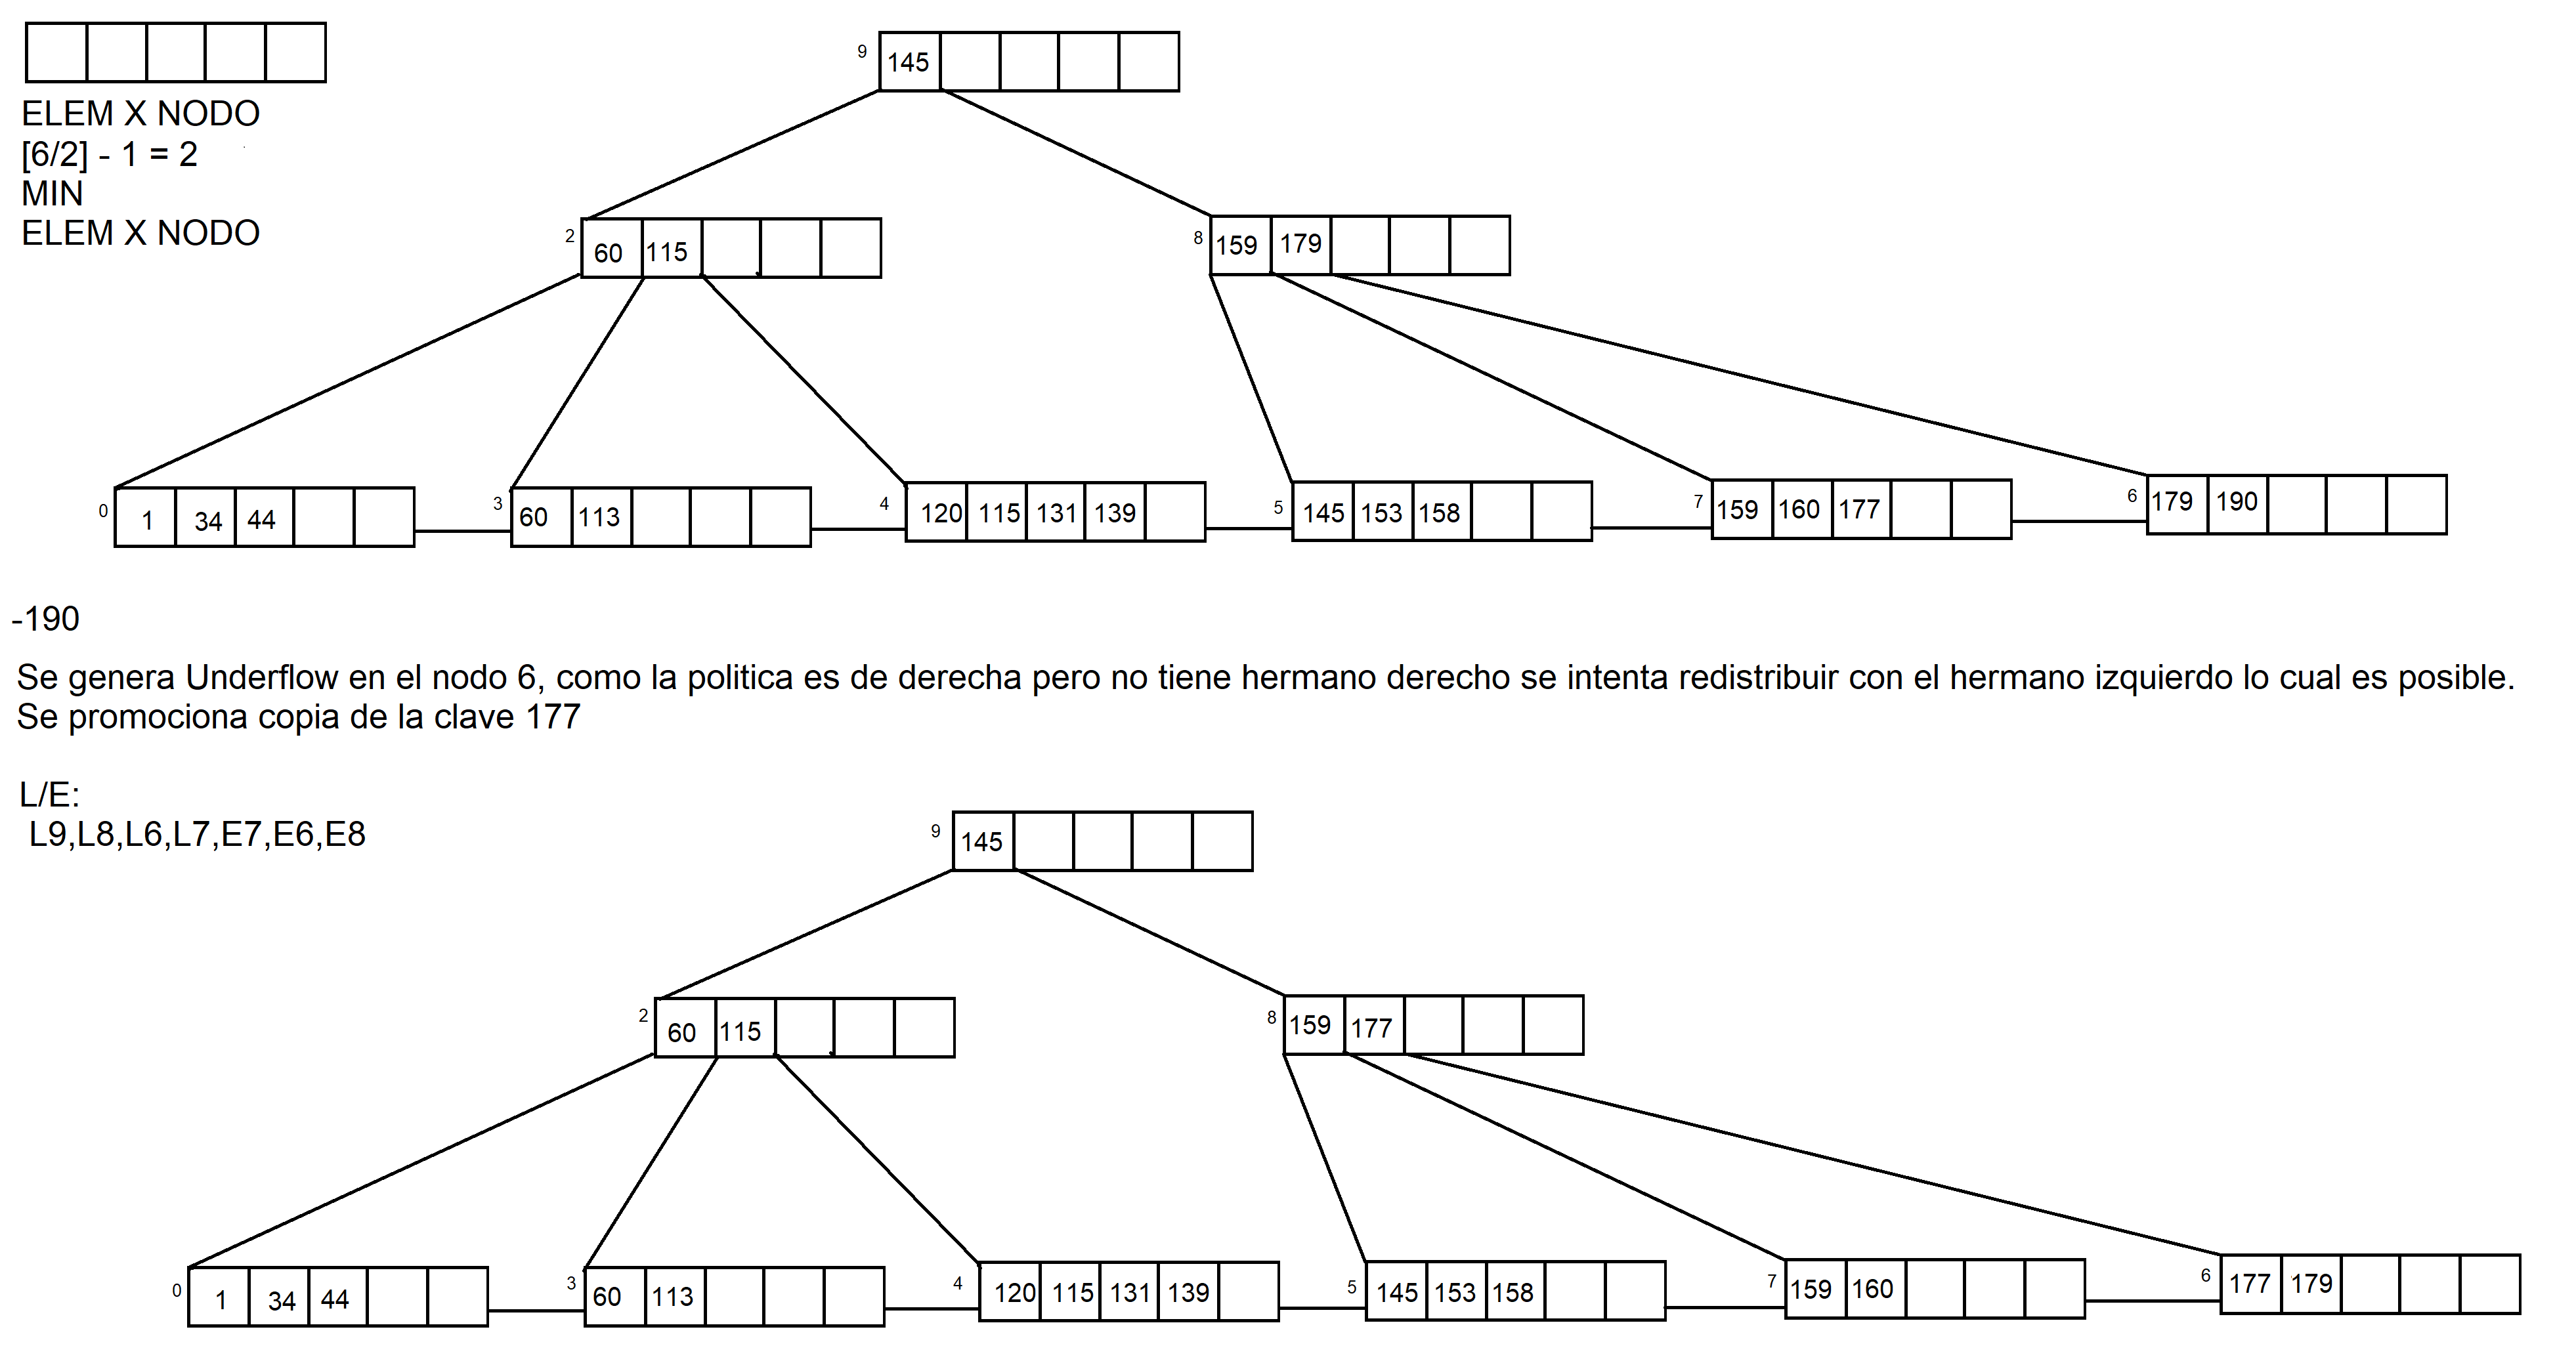 ELEM X NODO
[6/2] - 1 = 2
MIN
ELEM X NODO
9 145
2 60 115
8 159 179
0 1 34 44
3 60 113
4 120 115 131 139
5 145 153 158
7 159 160 177
6 179 190
-190
Se genera Underflow en el nodo 6, como la politica es de derecha pero no tiene hermano derecho se intenta redistribuir con el hermano izquierdo lo cual es posible.
Se promociona copia de la clave 177
L/E:
L9,L8,L6,L7,E7,E6,E8
9 145
2 60 115
8 159 177
0 1 34 44
3 60 113
4 120 115 131 139
5 145 153 158
7 159 160
6 177 179